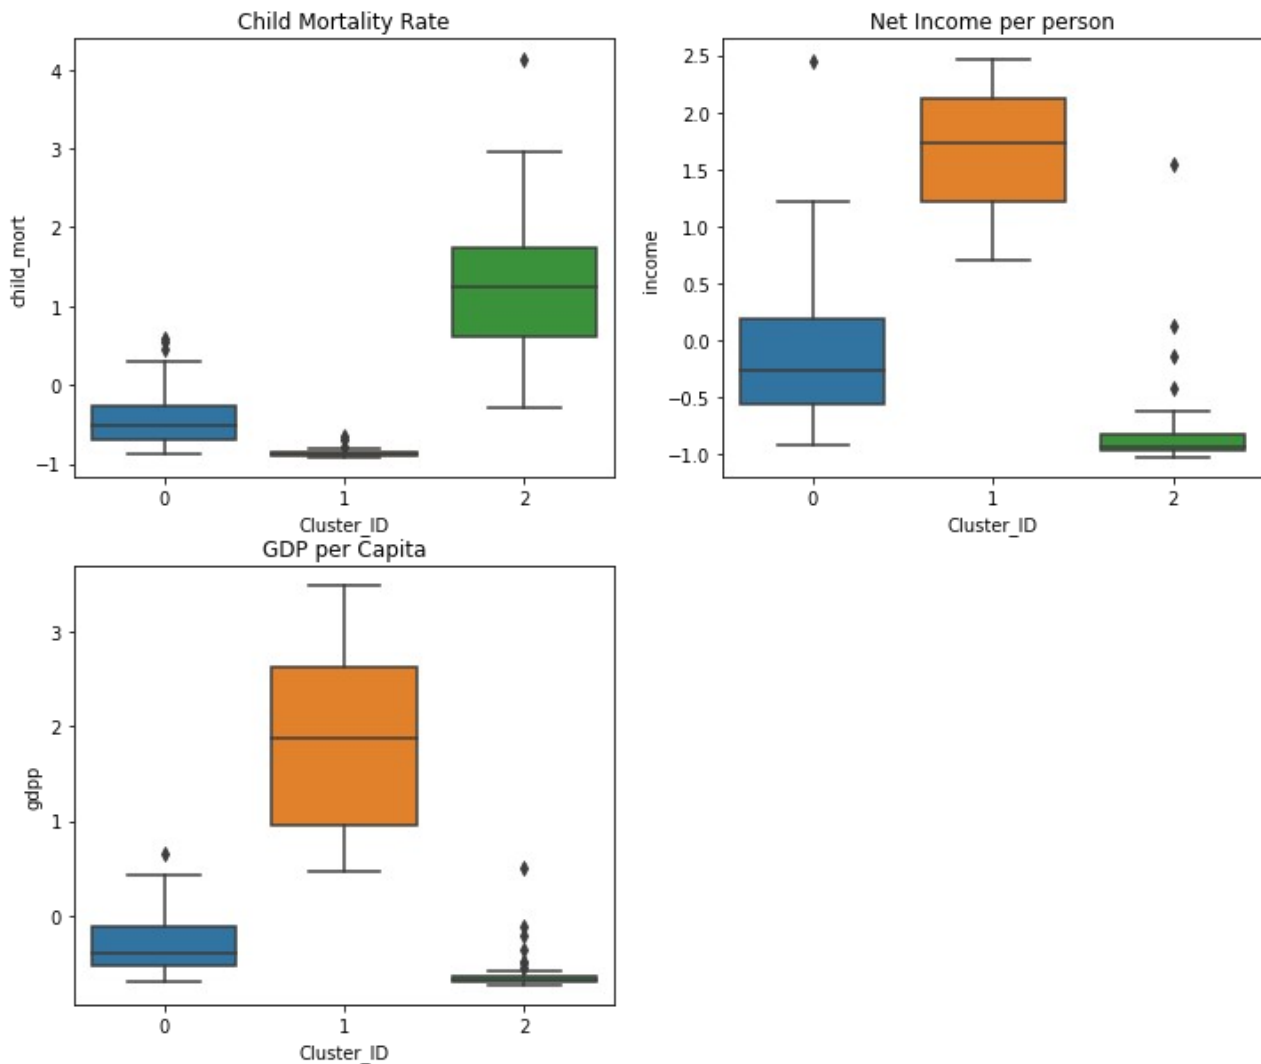 Child Mortality Rate
child_mort
4
3
2
1
0
−1
0 1 2
Cluster_ID
Net Income per person
income
2.5
2.0
1.5
1.0
0.5
0.0
−0.5
−1.0
0 1 2
Cluster_ID
GDP per Capita
gdpp
3
2
1
0
0 1 2
Cluster_ID